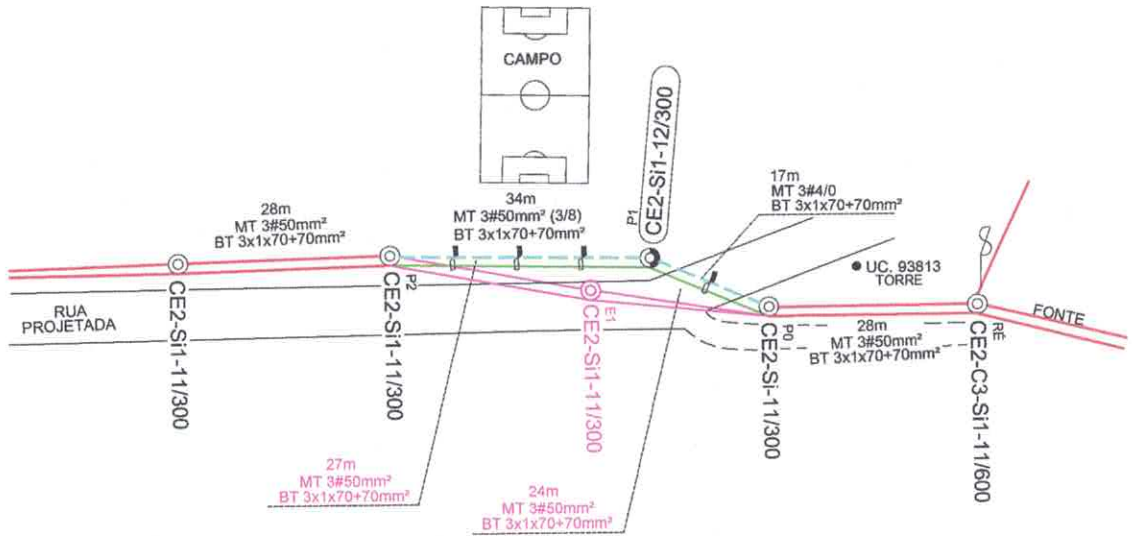 CAMPO
28m
MT 3#50mm²
BT 3x1x70+70mm²
34m
MT 3#50mm² (3/8)
BT 3x1x70+70mm²
P1
CE2-Si1-12/300
17m
MT 3#4/0
BT 3x1x70+70mm²
UC. 93813
TORRE
RUA
PROJETADA
CE2-Si1-11/300
P2
CE2-Si1-11/300
E1
CE2-Si1-11/300
P0
CE2-Si-11/300
28m
MT 3#50mm²
BT 3x1x70+70mm²
RÉ
CE2-C3-Si1-11/600
FONTE
27m
MT 3#50mm²
BT 3x1x70+70mm²
24m
MT 3#50mm²
BT 3x1x70+70mm²